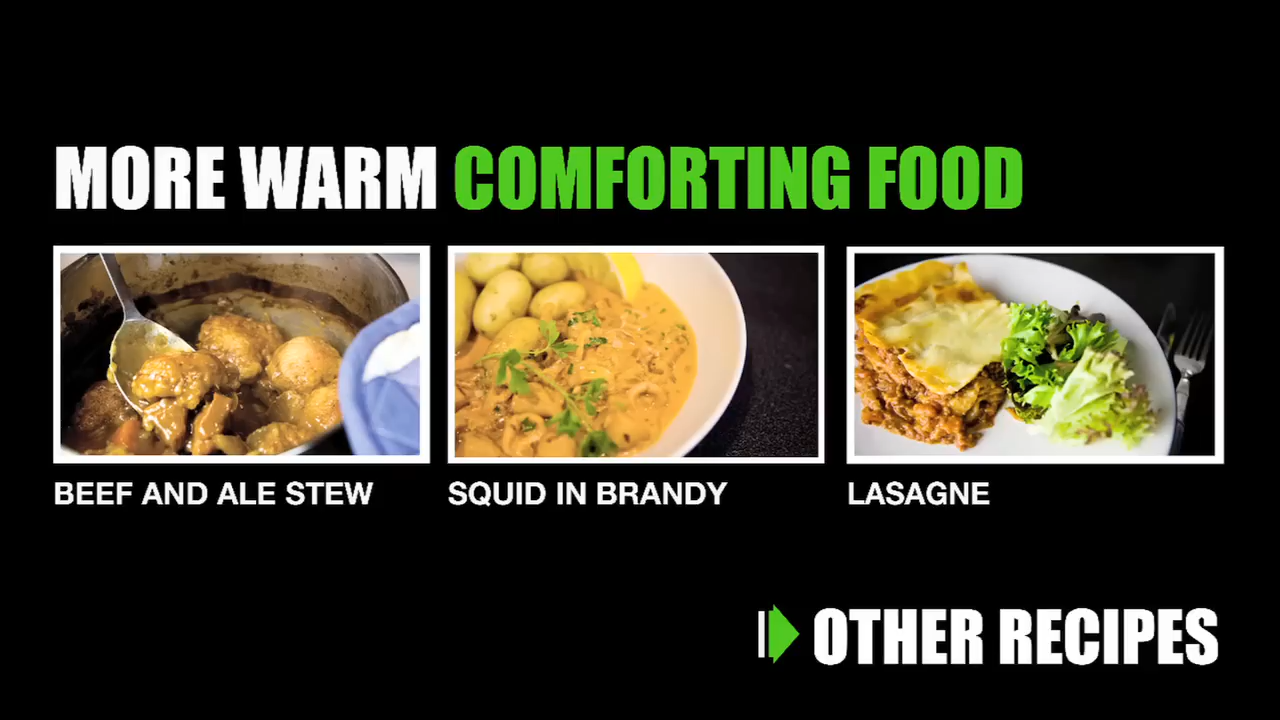 MORE WARM COMFORTING FOOD
BEEF AND ALE STEW
SQUID IN BRANDY
LASAGNE
OTHER RECIPES